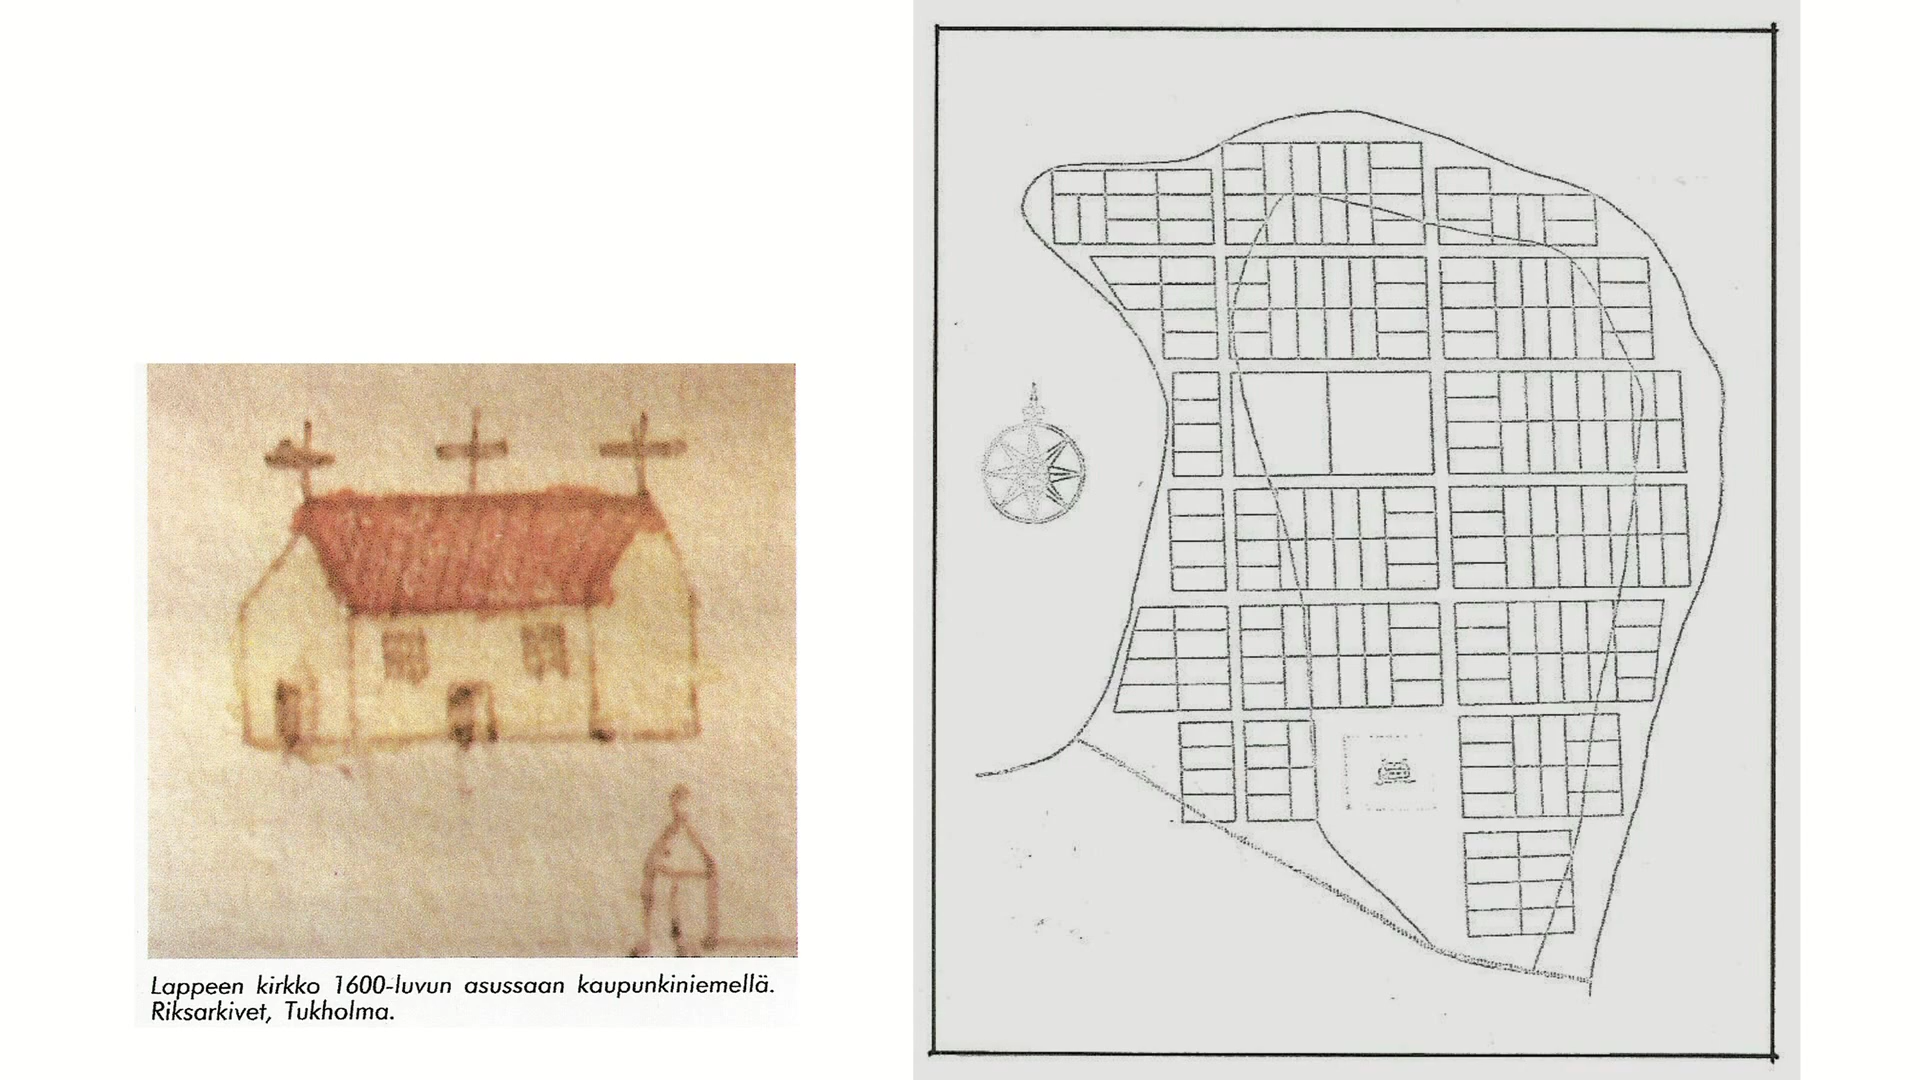 Lappeen kirkko 1600-luvun asussaan kaupunkiniemellä.
Riksarkivet, Tukholma.